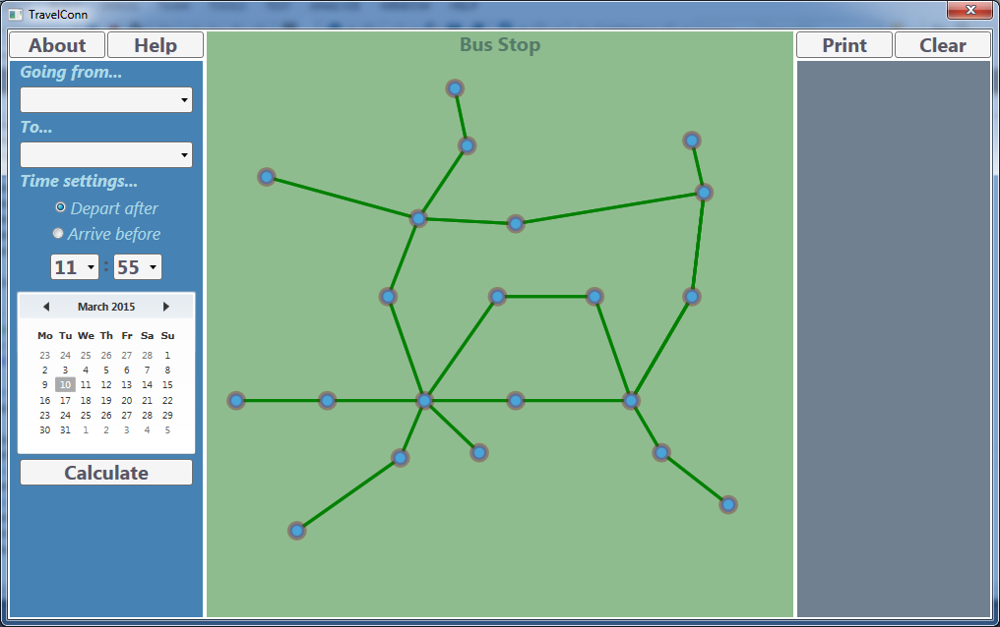 TravelConn
About Help
Bus Stop
Print Clear
Going from...
To...
Time settings...
Depart after
Arrive before
11 : 55
March 2015
Mo Tu We Th Fr Sa Su
23 24 25 26 27 28 1
2 3 4 5 6 7 8
9 10 11 12 13 14 15
16 17 18 19 20 21 22
23 24 25 26 27 28 29
30 31 1 2 3 4 5
Calculate